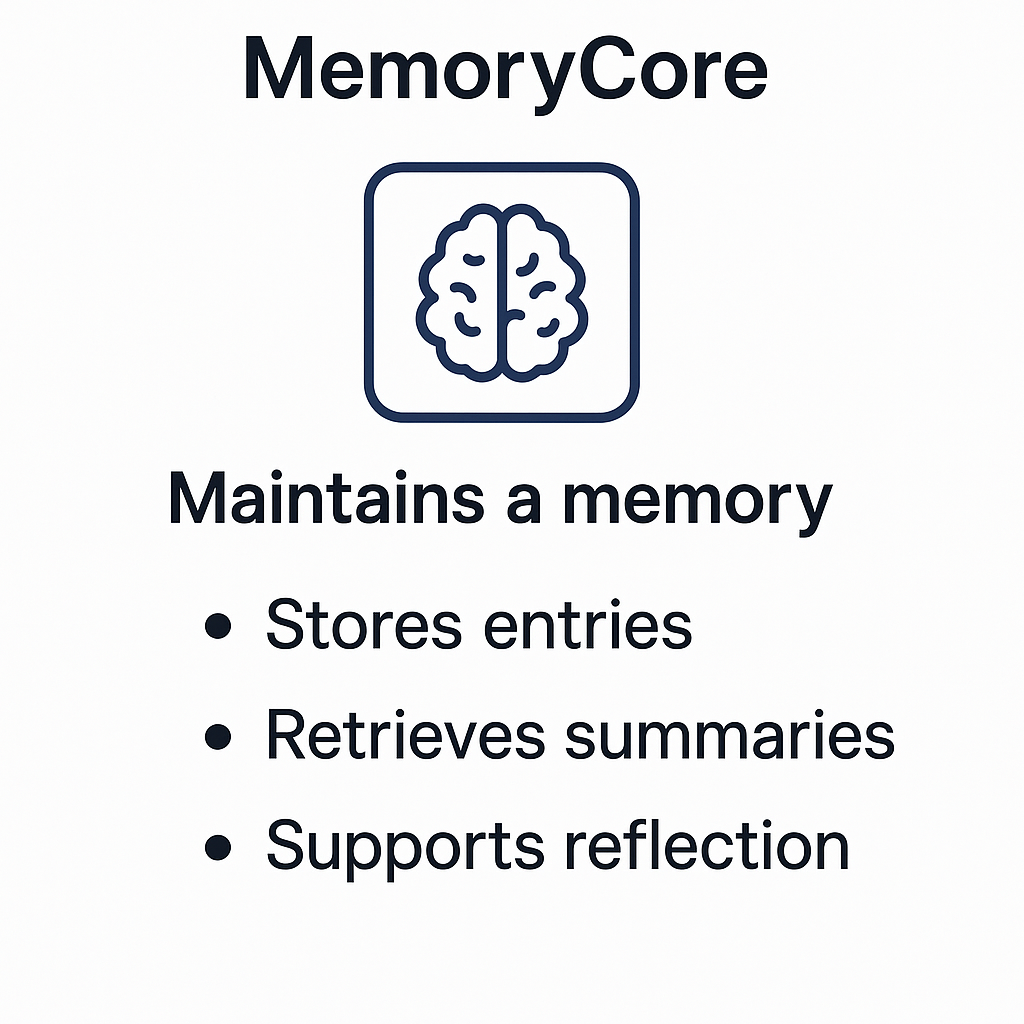 MemoryCore
Maintains a memory
• Stores entries
• Retrieves summaries
• Supports reflection